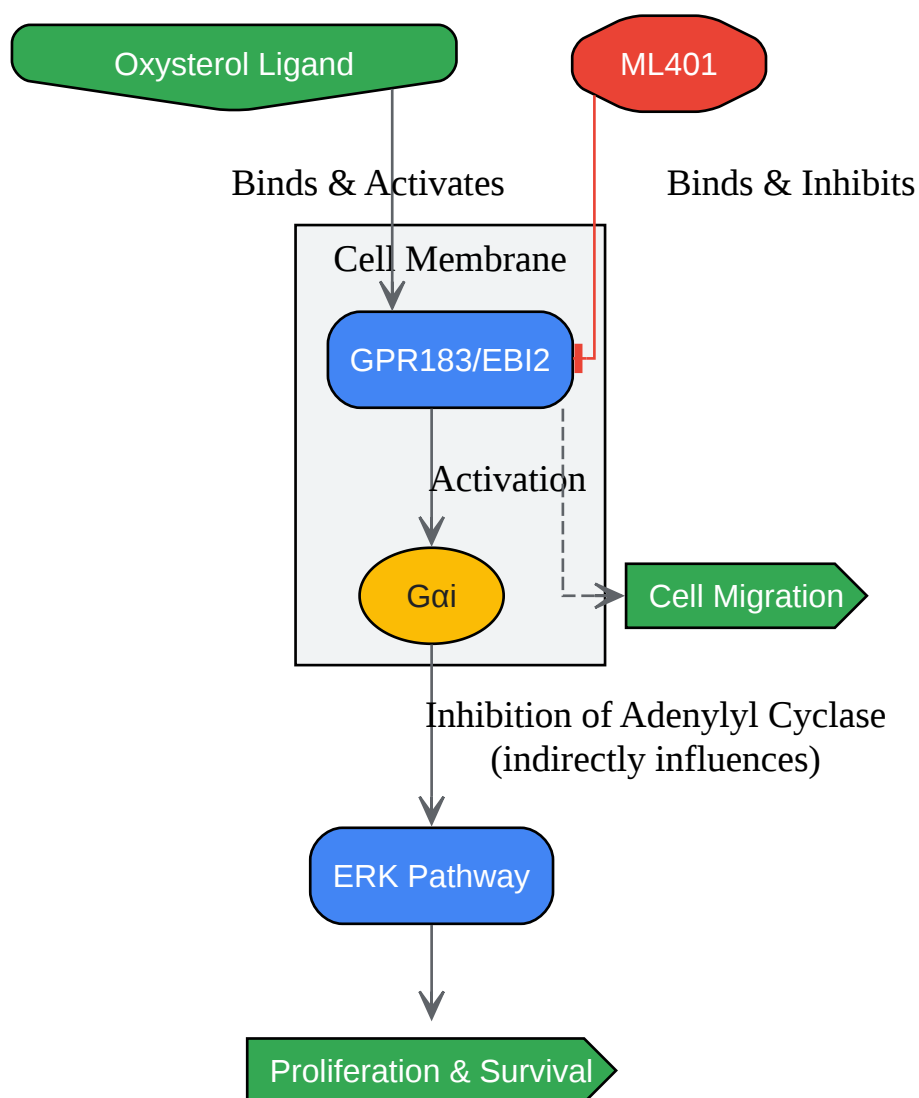 Oxysterol Ligand
ML401
Binds & Activates
Binds & Inhibits
Cell Membrane
GPR183/EBI2
Activation
Gαi
Cell Migration
Inhibition of Adenylyl Cyclase
(indirectly influences)
ERK Pathway
Proliferation & Survival